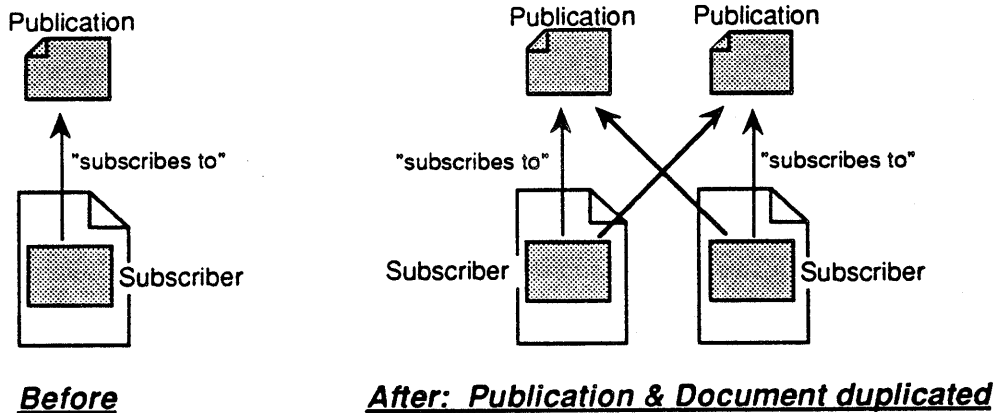 Publication
"subscribes to"
Subscriber
Before
Publication
Publication
"subscribes to"
"subscribes to"
Subscriber
Subscriber
After: Publication & Document duplicated